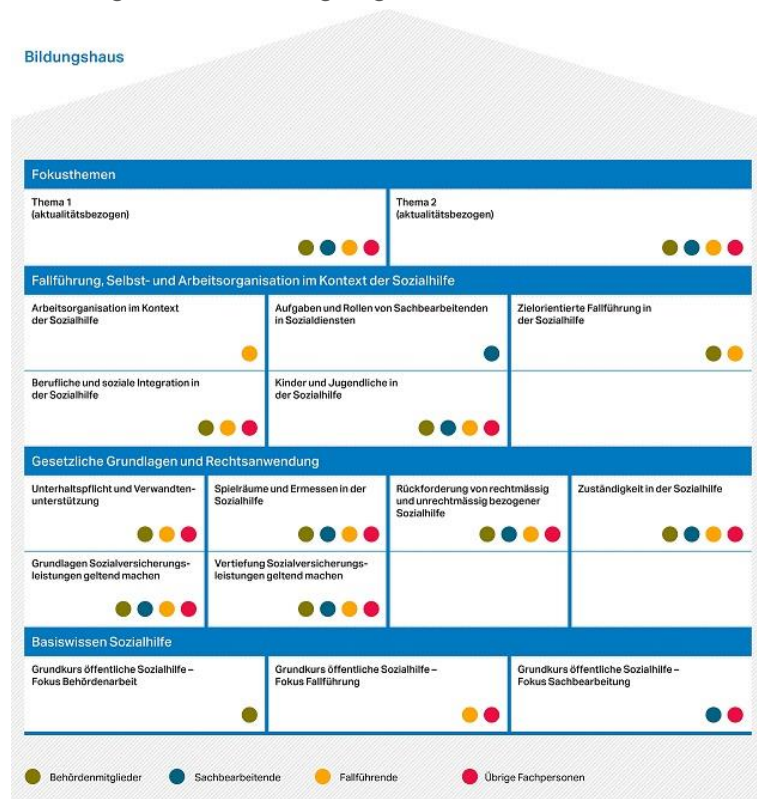 Bildungshaus
Fokusthemen
Thema 1
(aktualitätsbezogen)
Thema 2
(aktualitätsbezogen)
Fallführung, Selbst- und Arbeitsorganisation im Kontext der Sozialhilfe
Arbeitsorganisation im Kontext
der Sozialhilfe
Aufgaben und Rollen von Sachbearbeitenden
in Sozialdiensten
Zielorientierte Fallführung in
der Sozialhilfe
Berufliche und soziale Integration in
der Sozialhilfe
Kinder und Jugendliche in
der Sozialhilfe
Gesetzliche Grundlagen und Rechtsanwendung
Unterhaltspflicht und Verwandten-
unterstützung
Spielräume und Ermessen in der
Sozialhilfe
Rückforderung von rechtmässig
und unrechtmässig bezogener
Sozialhilfe
Zuständigkeit in der Sozialhilfe
Grundlagen Sozialversicherungs-
leistungen geltend machen
Vertiefung Sozialversicherungs-
leistungen geltend machen
Basiswissen Sozialhilfe
Grundkurs öffentliche Sozialhilfe –
Fokus Behördenarbeit
Grundkurs öffentliche Sozialhilfe –
Fokus Fallführung
Grundkurs öffentliche Sozialhilfe –
Fokus Sachbearbeitung
Behördenmitglieder
Sachbearbeitende
Fallführende
Übrige Fachpersonen